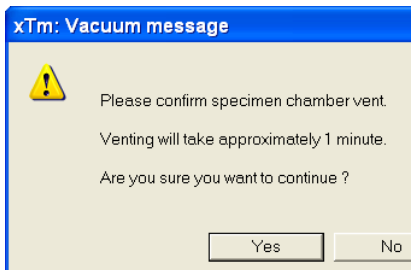 xTm: Vacuum message
Please confirm specimen chamber vent.
Venting will take approximately 1 minute.
Are you sure you want to continue ?
Yes
No